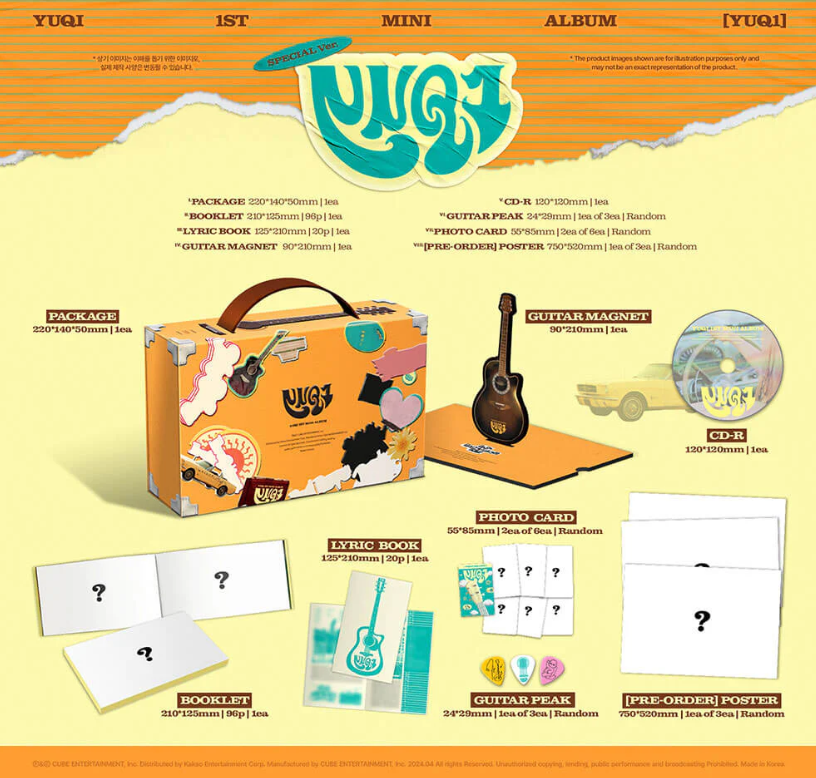 YUQI 1ST MINI ALBUM [YUQ1]
* 상기 이미지는 이해를 돕기 위한 이미지로,
실제 제작 사양은 변동될 수 있습니다.
SPECIAL Ver.
* The product images shown are for illustration purposes only and
may not be an exact representation of the product.
YUQ1
I. PACKAGE 220*140*50mm | 1ea
II. BOOKLET 210*125mm | 96p | 1ea
III. LYRIC BOOK 125*210mm | 20p | 1ea
IV. GUITAR MAGNET 90*210mm | 1ea
V. CD-R 120*120mm | 1ea
VI. GUITAR PEAK 24*29mm | 1ea of 3ea | Random
VII. PHOTO CARD 55*85mm | 2ea of 6ea | Random
VIII. [PRE-ORDER] POSTER 750*520mm | 1ea of 3ea | Random
PACKAGE
220*140*50mm | 1ea
YUQ1
GUITAR MAGNET
90*210mm | 1ea
YUQ1
YUQ1
CD-R
120*120mm | 1ea
YUQ1
PHOTO CARD
55*85mm | 2ea of 6ea | Random
LYRIC BOOK
125*210mm | 20p | 1ea
YUQ1
YUQ1
?
?
?
?
?
?
?
?
?
?
?
BOOKLET
210*125mm | 96p | 1ea
GUITAR PEAK
24*29mm | 1ea of 3ea | Random
[PRE-ORDER] POSTER
750*520mm | 1ea of 3ea | Random
ⓟ&ⓒ CUBE ENTERTAINMENT, Inc. Distributed by Kakao Entertainment Corp. Manufactured by CUBE ENTERTAINMENT, Inc. 2024.04 All rights Reserved. Unauthorized copying, lending, public performance and broadcasting Prohibited. Made in Korea.